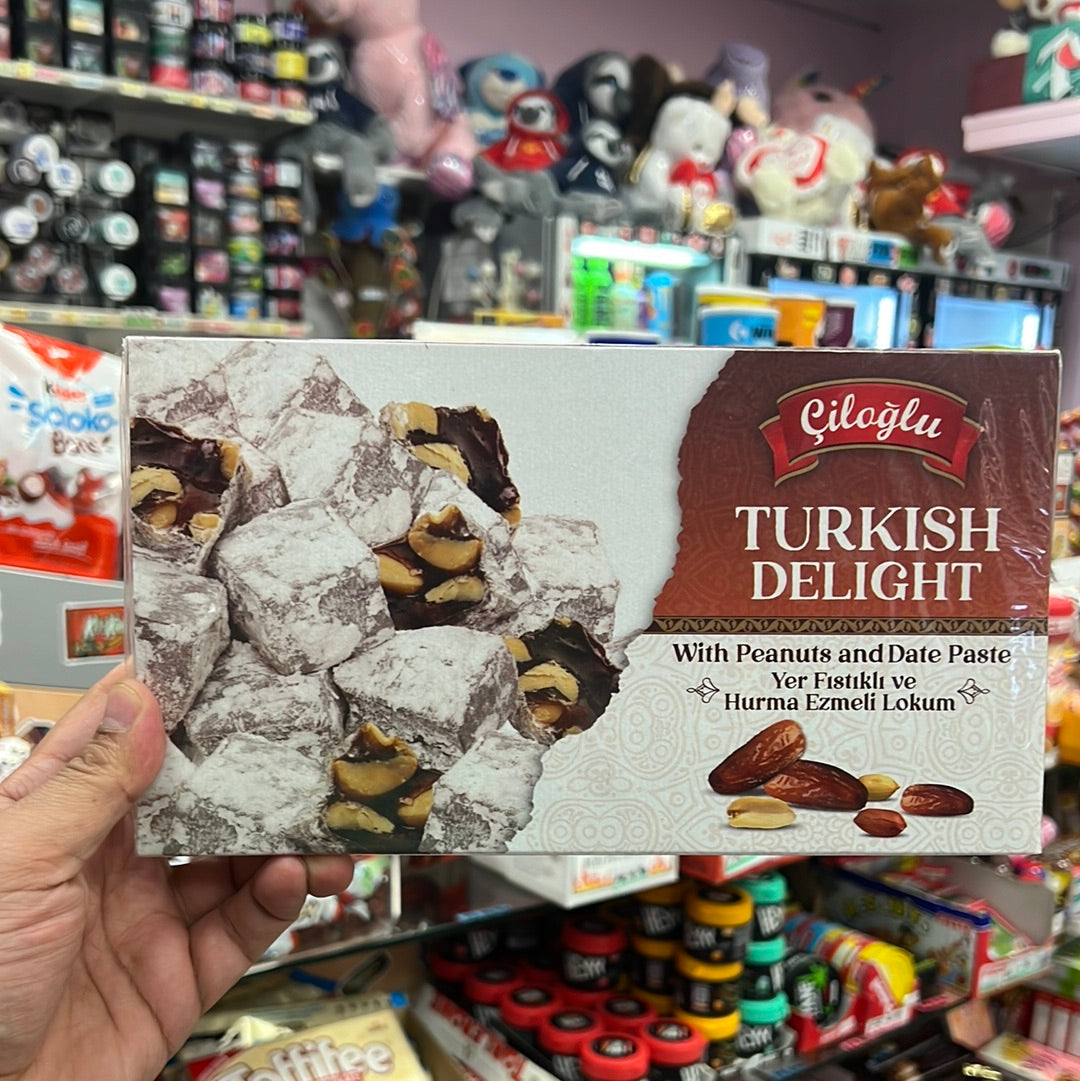 Çiloğlu
TURKISH
DELIGHT
With Peanuts and Date Paste
Yer Fıstıklı ve
Hurma Ezmeli Lokum
Toffifee